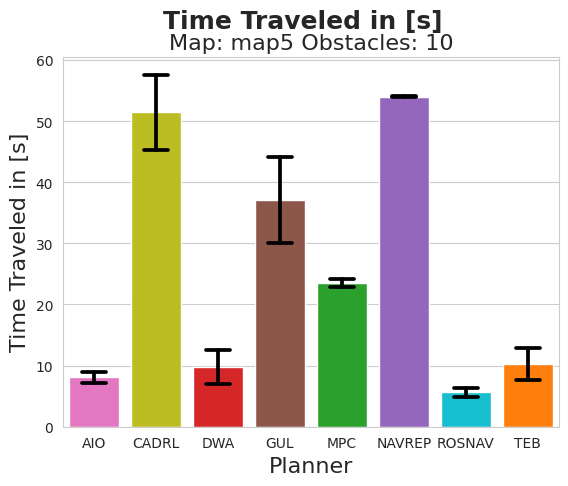 Time Traveled in [s]
Map: map5 Obstacles: 10
Time Traveled in [s]
60
50
40
30
20
10
0
AIO CADRL DWA GUL MPC NAVREP ROSNAV TEB
Planner